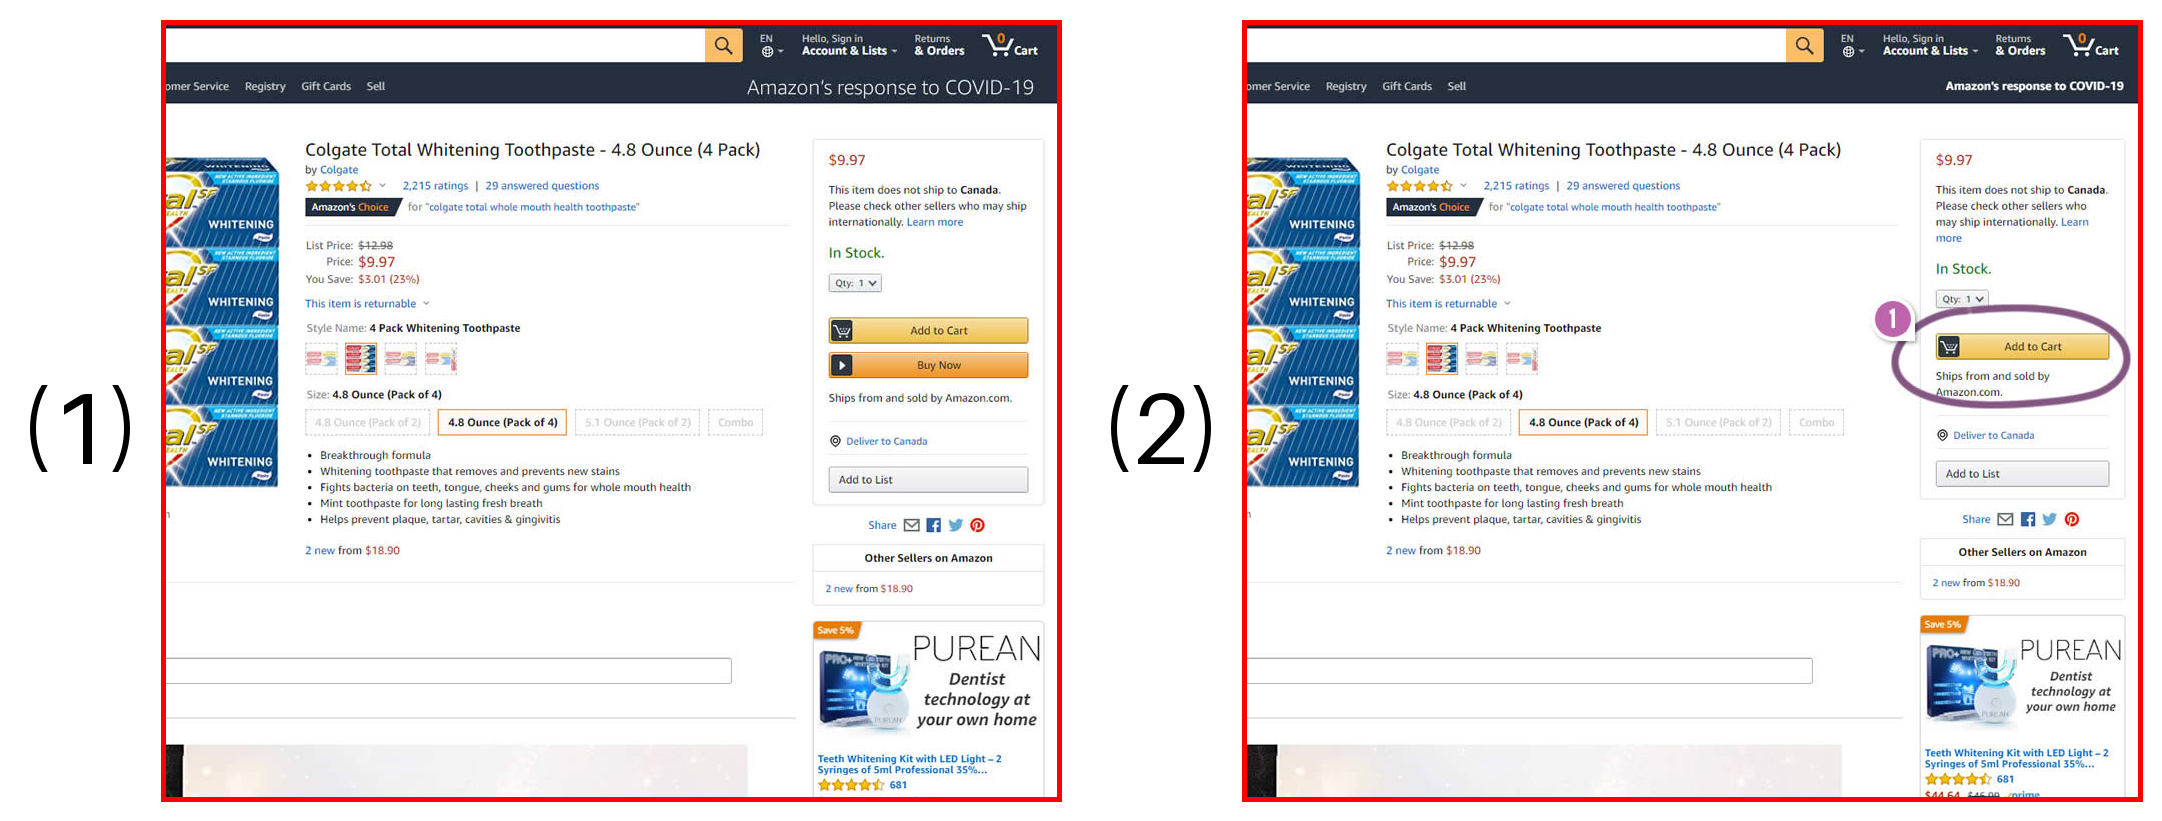 (1)
EN
Hello, Sign in
Account & Lists
Returns
& Orders
0
Cart
omer Service Registry Gift Cards Sell
Amazon's response to COVID-19
Colgate Total Whitening Toothpaste - 4.8 Ounce (4 Pack)
by Colgate
2,215 ratings | 29 answered questions
Amazon's Choice for "colgate total whole mouth health toothpaste"
List Price: $12.98
Price: $9.97
You Save: $3.01 (23%)
This item is returnable
Style Name: 4 Pack Whitening Toothpaste
Size: 4.8 Ounce (Pack of 4)
4.8 Ounce (Pack of 2) 4.8 Ounce (Pack of 4) 5.1 Ounce (Pack of 2) Combo
• Breakthrough formula
• Whitening toothpaste that removes and prevents new stains
• Fights bacteria on teeth, tongue, cheeks and gums for whole mouth health
• Mint toothpaste for long lasting fresh breath
• Helps prevent plaque, tartar, cavities & gingivitis
2 new from $18.90
WHITENING
WHITENING
WHITENING
WHITENING
$9.97
This item does not ship to Canada.
Please check other sellers who may ship
internationally. Learn more
In Stock.
Qty: 1
Add to Cart
Buy Now
Ships from and sold by Amazon.com.
Deliver to Canada
Add to List
Share
Other Sellers on Amazon
2 new from $18.90
Save 5%
PUREAN
Dentist
technology at
your own home
Teeth Whitening Kit with LED Light – 2
Syringes of 5ml Professional 35%...
681
(2)
EN
Hello, Sign in
Account & Lists
Returns
& Orders
0
Cart
omer Service Registry Gift Cards Sell
Amazon's response to COVID-19
Colgate Total Whitening Toothpaste - 4.8 Ounce (4 Pack)
by Colgate
2,215 ratings | 29 answered questions
Amazon's Choice for "colgate total whole mouth health toothpaste"
List Price: $12.98
Price: $9.97
You Save: $3.01 (23%)
This item is returnable
Style Name: 4 Pack Whitening Toothpaste
Size: 4.8 Ounce (Pack of 4)
4.8 Ounce (Pack of 2) 4.8 Ounce (Pack of 4) 5.1 Ounce (Pack of 2) Combo
• Breakthrough formula
• Whitening toothpaste that removes and prevents new stains
• Fights bacteria on teeth, tongue, cheeks and gums for whole mouth health
• Mint toothpaste for long lasting fresh breath
• Helps prevent plaque, tartar, cavities & gingivitis
2 new from $18.90
WHITENING
WHITENING
WHITENING
WHITENING
$9.97
This item does not ship to Canada.
Please check other sellers who
may ship internationally. Learn
more
In Stock.
Qty: 1
1
Add to Cart
Ships from and sold by
Amazon.com.
Deliver to Canada
Add to List
Share
Other Sellers on Amazon
2 new from $18.90
Save 5%
PUREAN
Dentist
technology at
your own home
Teeth Whitening Kit with LED Light – 2
Syringes of 5ml Professional 35%...
681
$44.64 $46.99 prime